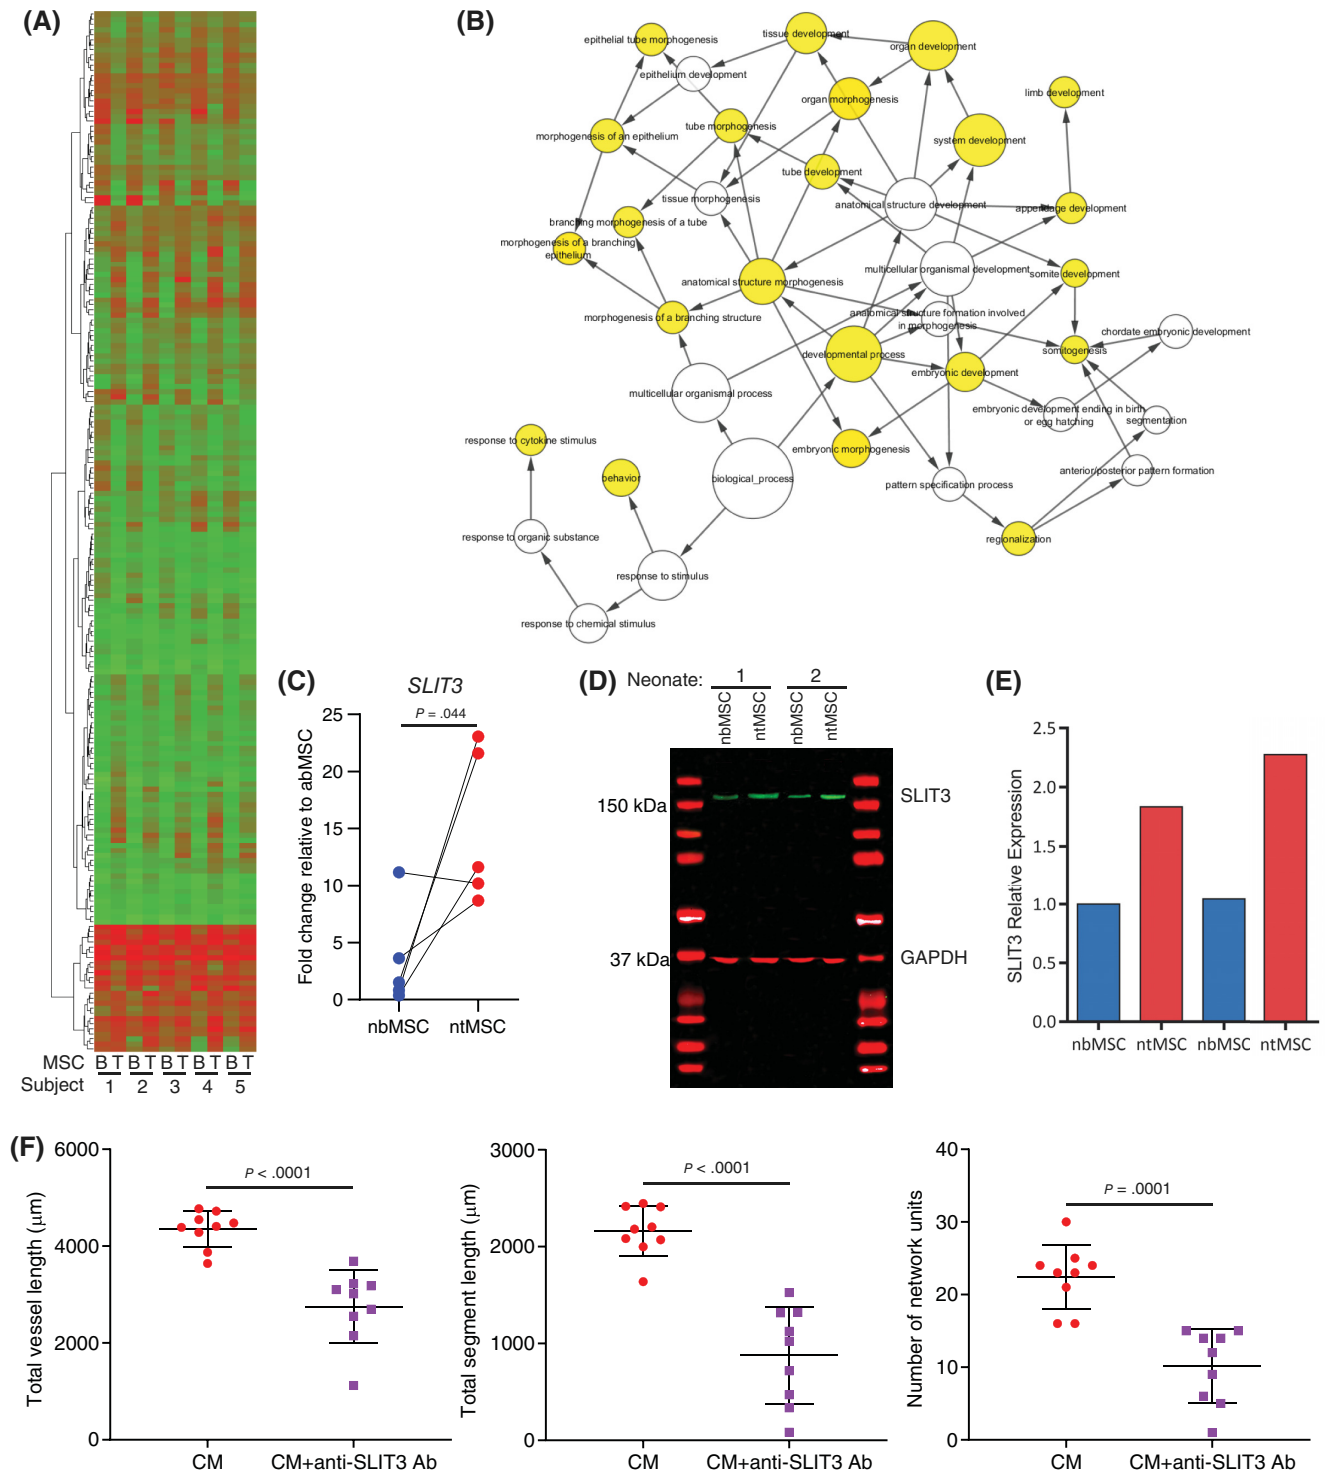 (A)
MSC B T B T B T B T B T
Subject 1 2 3 4 5
(B)
epithelial tube morphogenesis
tissue development
organ development
epithelium development
organ morphogenesis
limb development
morphogenesis of an epithelium
tube morphogenesis
system development
tube development
tissue morphogenesis
anatomical structure development
appendage development
branching morphogenesis of a tube
morphogenesis of a branching
epithelium
multicellular organismal development
somite development
anatomical structure morphogenesis
morphogenesis of a branching structure
anatomical structure formation involved
in morphogenesis
chordate embryonic development
developmental process
somitogenesis
embryonic development
multicellular organismal process
embryonic development ending in birth
or egg hatching
segmentation
response to cytokine stimulus
embryonic morphogenesis
behavior
biological_process
pattern specification process
anterior/posterior pattern formation
response to organic substance
regionalization
response to stimulus
response to chemical stimulus
(C)
SLIT3
P = .044
Fold change relative to abMSC
25
20
15
10
5
0
nbMSC ntMSC
(D)
Neonate: 1 2
nbMSC ntMSC nbMSC ntMSC
150 kDa
SLIT3
37 kDa
GAPDH
(E)
SLIT3 Relative Expression
2.5
2.0
1.5
1.0
0.5
0.0
nbMSC ntMSC nbMSC ntMSC
(F)
Total vessel length (μm)
6000
4000
2000
0
P < .0001
CM CM+anti-SLIT3 Ab
Total segment length (μm)
3000
2000
1000
0
P < .0001
CM CM+anti-SLIT3 Ab
Number of network units
40
30
20
10
0
P = .0001
CM CM+anti-SLIT3 Ab